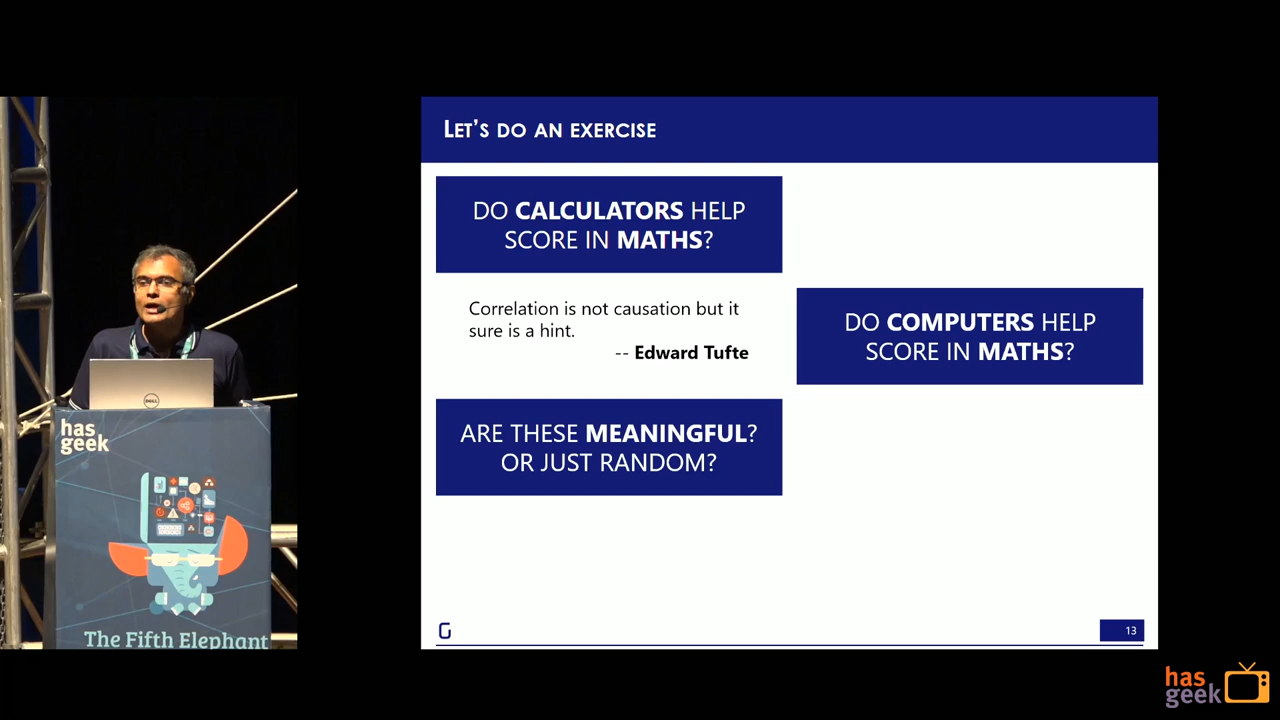 LET'S DO AN EXERCISE
DO CALCULATORS HELP
SCORE IN MATHS?
Correlation is not causation but it
sure is a hint.
-- Edward Tufte
DO COMPUTERS HELP
SCORE IN MATHS?
ARE THESE MEANINGFUL?
OR JUST RANDOM?
13
DELL
has
geek
The Fifth Elephant
has
geek